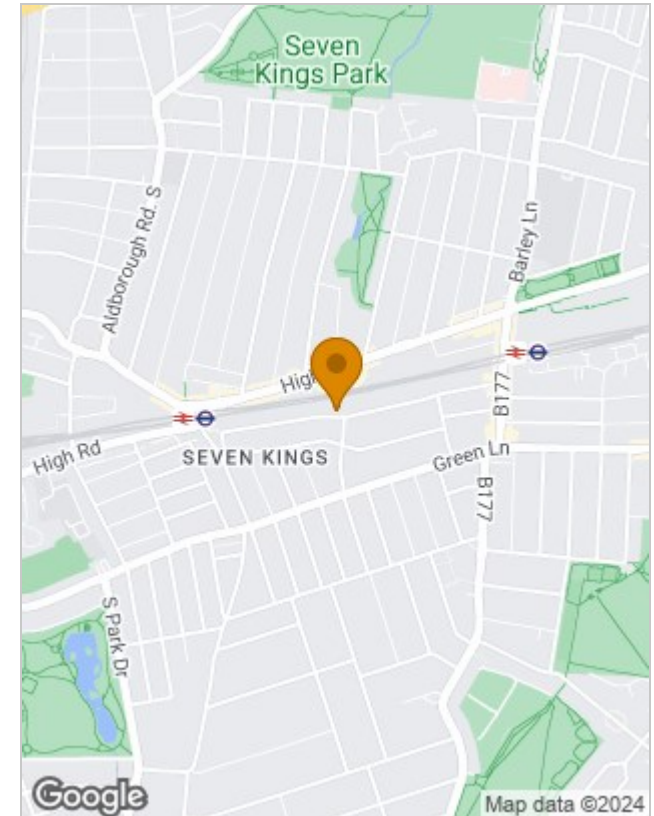 Seven
Kings Park
Aldborough Rd. S
Barley Ln
High
B177
High Rd
SEVEN KINGS
Green Ln
B177
S Park Dr
Google
Map data ©2024